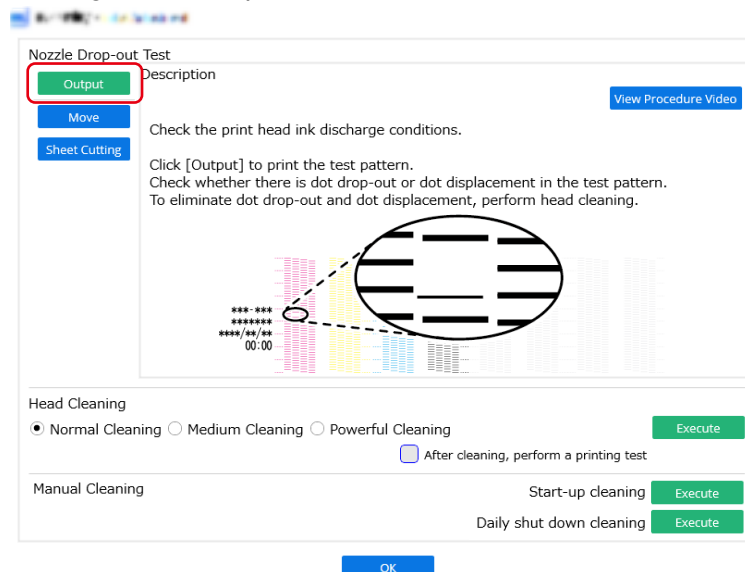 Nozzle Drop-out Test
Output
Description
View Procedure Video
Move
Check the print head ink discharge conditions.
Sheet Cutting
Click [Output] to print the test pattern.
Check whether there is dot drop-out or dot displacement in the test pattern.
To eliminate dot drop-out and dot displacement, perform head cleaning.
***-***
*******
****/**/**
00:00
Head Cleaning
Normal Cleaning Medium Cleaning Powerful Cleaning Execute
After cleaning, perform a printing test
Manual Cleaning Start-up cleaning Execute
Daily shut down cleaning Execute
OK